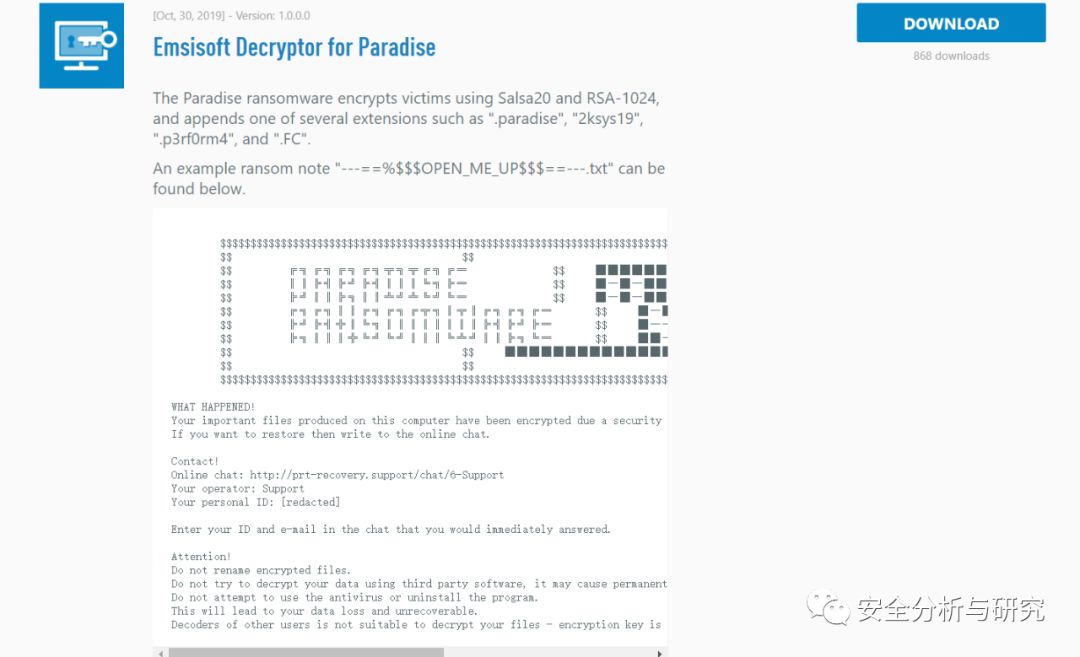 [Oct, 30, 2019] - Version: 1.0.0.0
DOWNLOAD
868 downloads
Emsisoft Decryptor for Paradise
The Paradise ransomware encrypts victims using Salsa20 and RSA-1024,
and appends one of several extensions such as ".paradise", "2ksys19",
".p3rf0rm4", and ".FC".
An example ransom note "---==%$$$OPEN_ME_UP$$$==---.txt" can be
found below.
WHAT HAPPENED!
Your important files produced on this computer have been encrypted due a security
If you want to restore then write to the online chat.
Contact!
Online chat: http://prt-recovery.support/chat/6-Support
Your operator: Support
Your personal ID: [redacted]
Enter your ID and e-mail in the chat that you would immediately answered.
Attention!
Do not rename encrypted files.
Do not try to decrypt your data using third party software, it may cause permanent
Do not attempt to use the antivirus or uninstall the program.
This will lead to your data loss and unrecoverable.
Decoders of other users is not suitable to decrypt your files - encryption key is
安全分析与研究